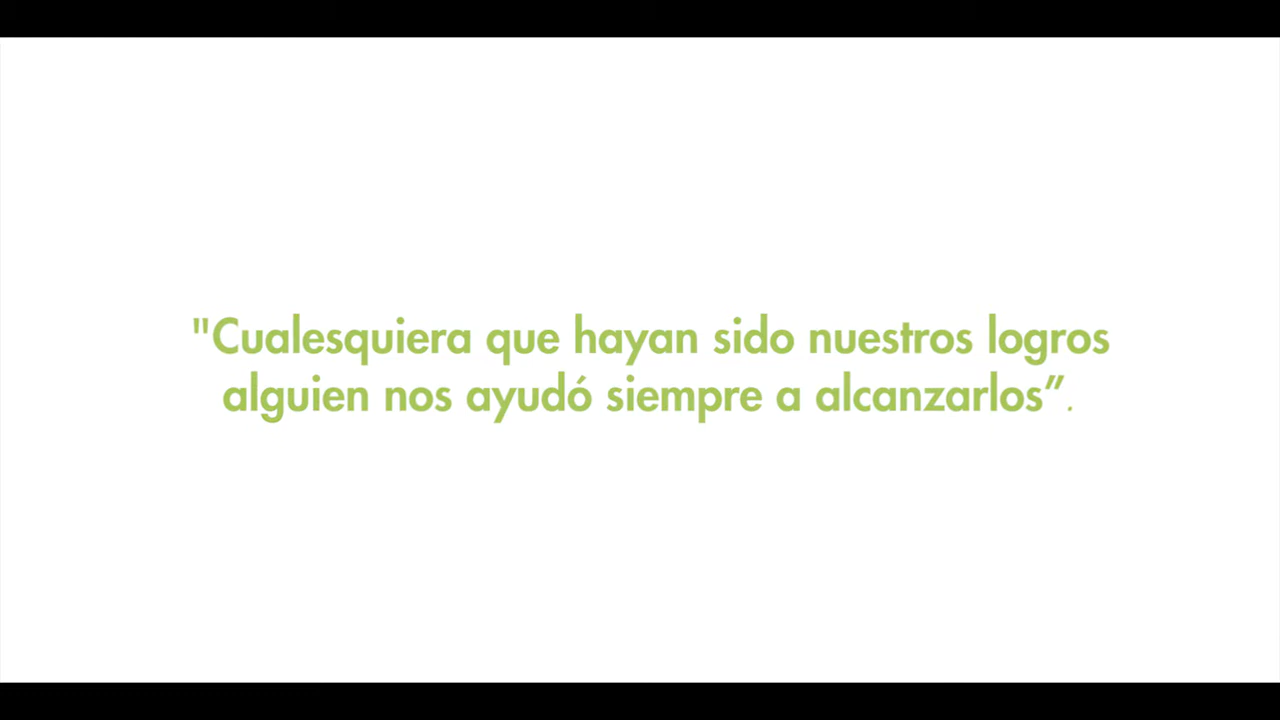 "Cualesquiera que hayan sido nuestros logros
alguien nos ayudó siempre a alcanzarlos”.